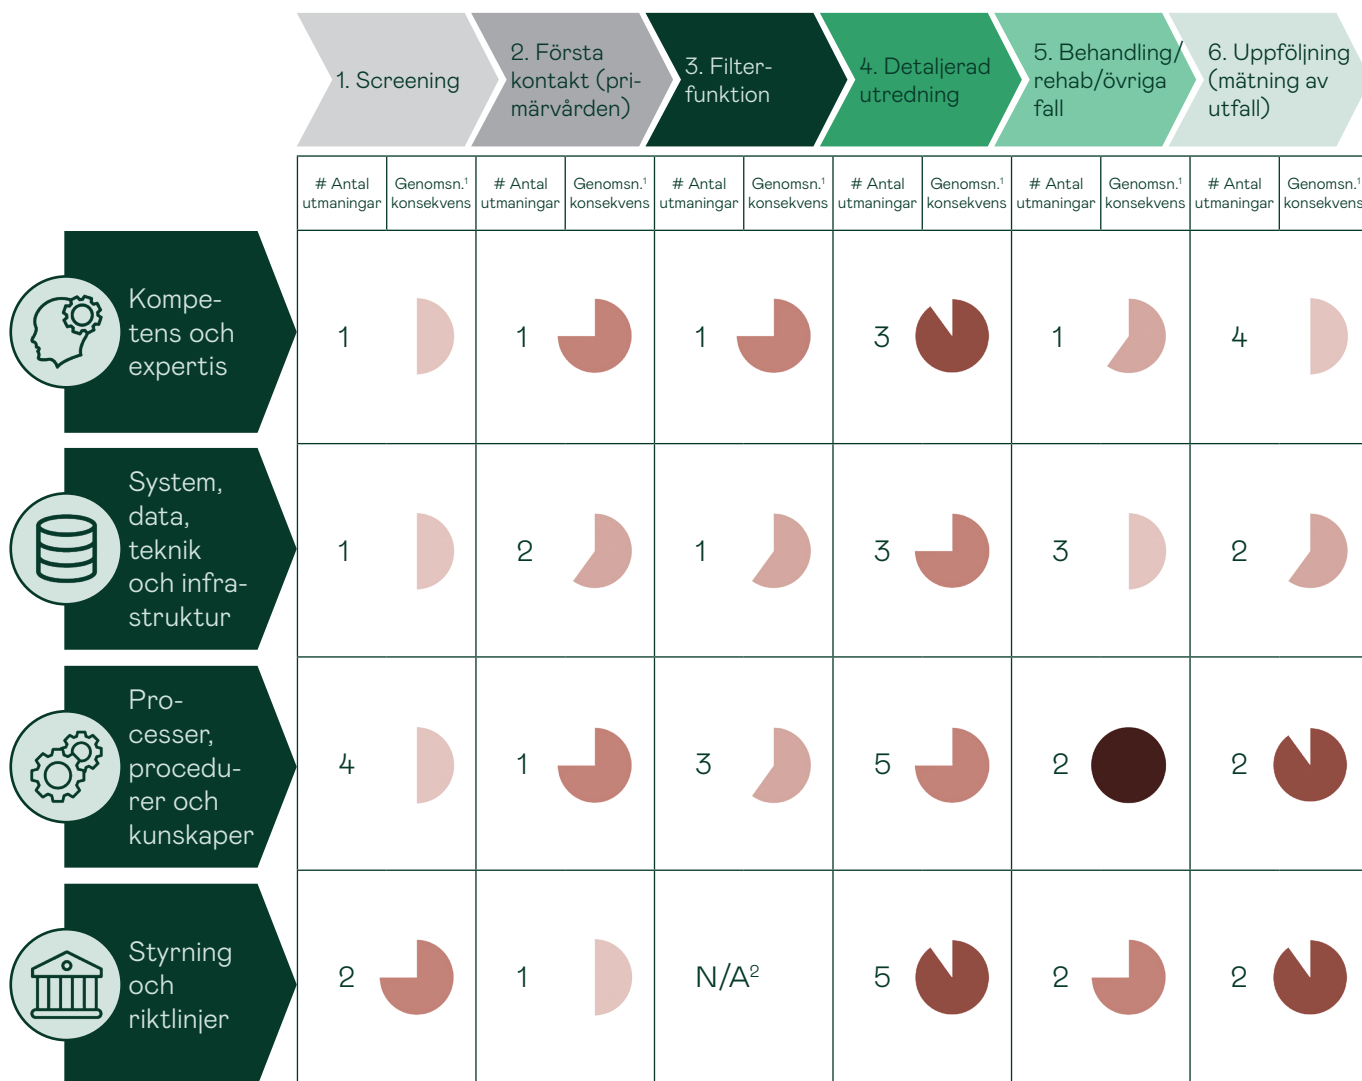 1. Screening
2. Första
kontakt (pri-
märvården)
3. Filter-
funktion
4. Detaljerad
utredning
5. Behandling/
rehab/övriga
fall
6. Uppföljning
(mätning av
utfall)
# Antal
utmaningar
Genomsn.¹
konsekvens
# Antal
utmaningar
Genomsn.¹
konsekvens
# Antal
utmaningar
Genomsn.¹
konsekvens
# Antal
utmaningar
Genomsn.¹
konsekvens
# Antal
utmaningar
Genomsn.¹
konsekvens
# Antal
utmaningar
Genomsn.¹
konsekvens
Kompe-
tens och
expertis
1
1
1
3
1
4
System,
data,
teknik
och infra-
struktur
1
2
1
3
3
2
Pro-
cesser,
procedu-
rer och
kunskaper
4
1
3
5
2
2
Styrning
och
riktlinjer
2
1
N/A²
5
2
2